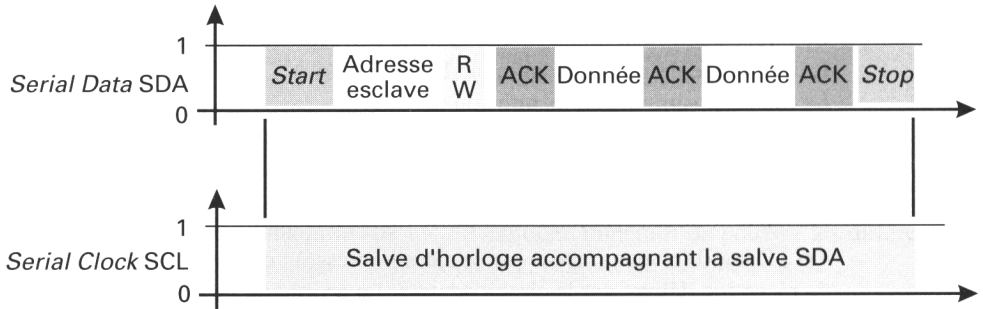 1
Serial Data SDA
0
Start
Adresse
esclave
R
W
ACK
Donnée
ACK
Donnée
ACK
Stop
1
Serial Clock SCL
0
Salve d'horloge accompagnant la salve SDA